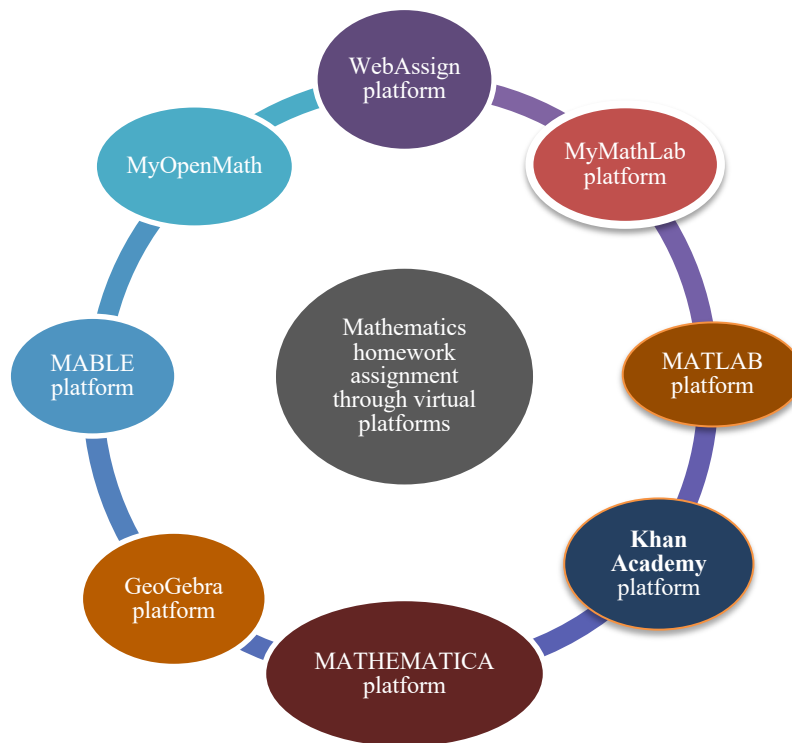 WebAssign
platform
MyMathLab
platform
MATLAB
platform
Khan
Academy
platform
MATHEMATICA
platform
GeoGebra
platform
MABLE
platform
MyOpenMath
Mathematics
homework
assignment
through virtual
platforms